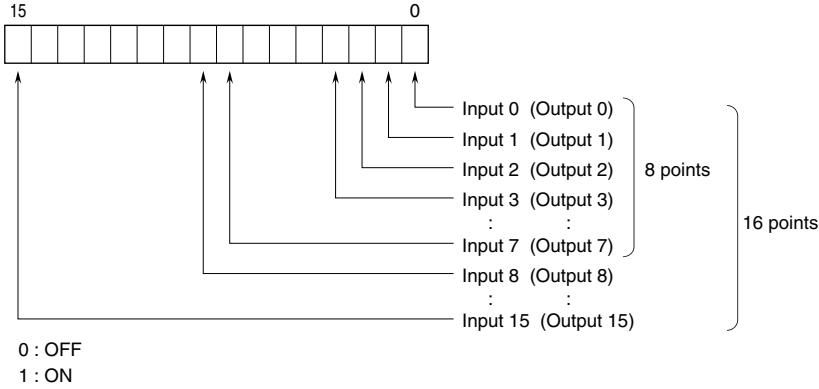 15 0
Input 0 (Output 0)
Input 1 (Output 1)
Input 2 (Output 2)
8 points
Input 3 (Output 3)
: :
16 points
Input 7 (Output 7)
Input 8 (Output 8)
: :
Input 15 (Output 15)
0 : OFF
1 : ON